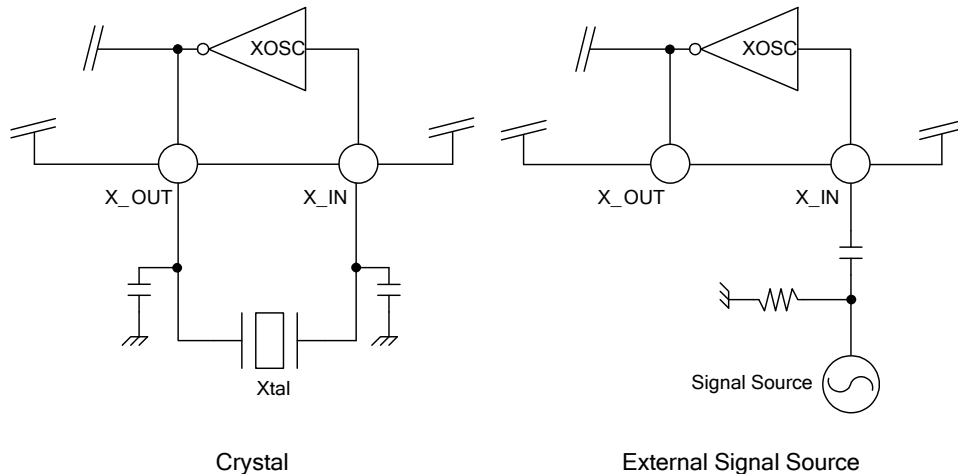 XOSC
X_OUT
X_IN
Xtal
Crystal
XOSC
X_OUT
X_IN
Signal Source
External Signal Source